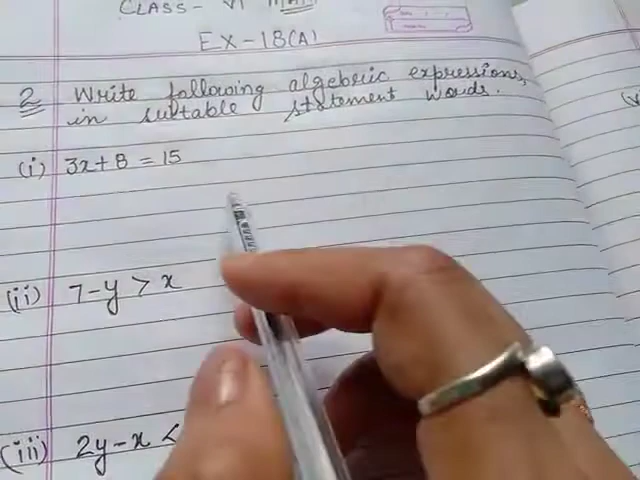 CLASS- VI MATH
EX-18(A)
2 Write following algebric expressions,
in suitable statement words.
(i) 3x+8 = 15
(ii) 7-y > x
(iii) 2y-x <